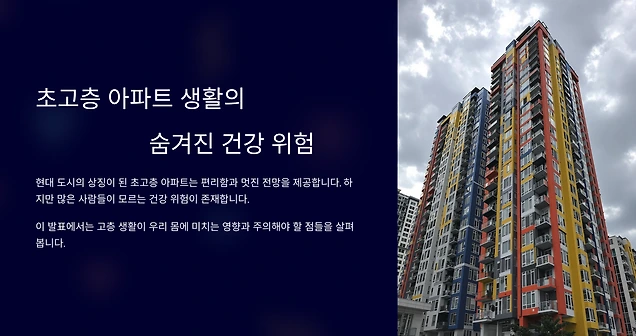 초고층 아파트 생활의
숨겨진 건강 위험
현대 도시의 상징이 된 초고층 아파트는 편리함과 멋진 전망을 제공합니다. 하
지만 많은 사람들이 모르는 건강 위험이 존재합니다.
이 발표에서는 고층 생활이 우리 몸에 미치는 영향과 주의해야 할 점들을 살펴
봅니다.